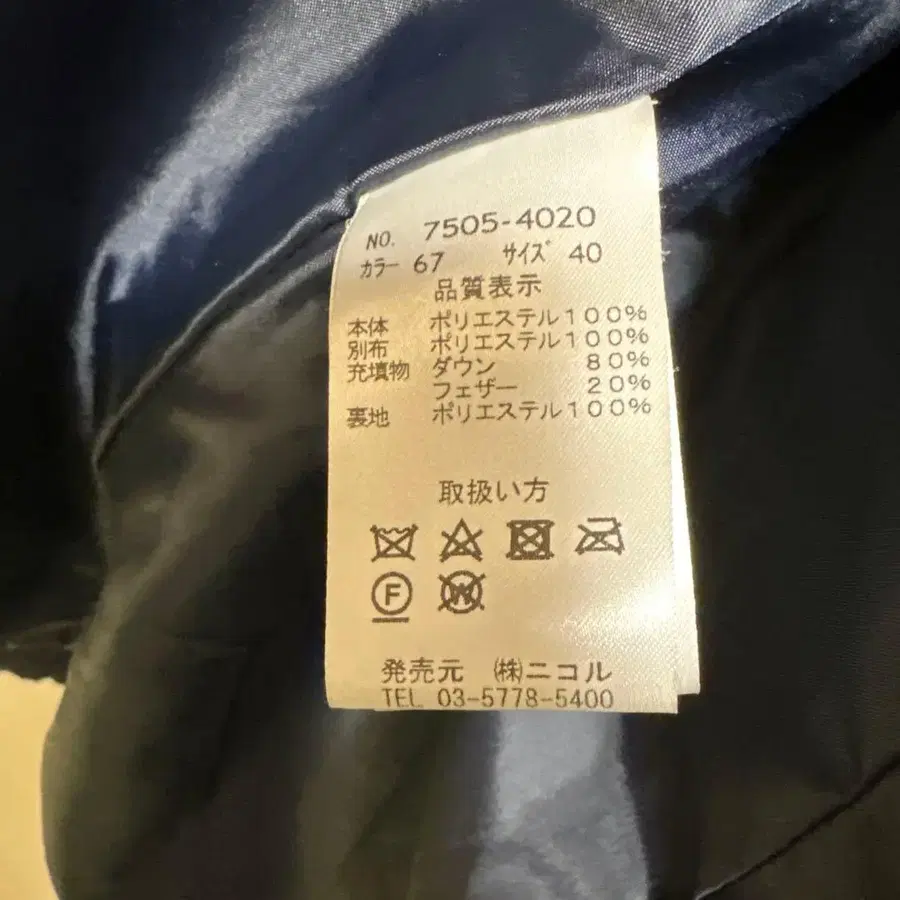 NO. 7505-4020
カラー 67 サイズ 40
品質表示
本体 ポリエステル100%
別布 ポリエステル100%
充填物 ダウン 80%
フェザー 20%
裏地 ポリエステル100%
取扱い方
F W
発売元 ㈱ニコル
TEL 03-5778-5400